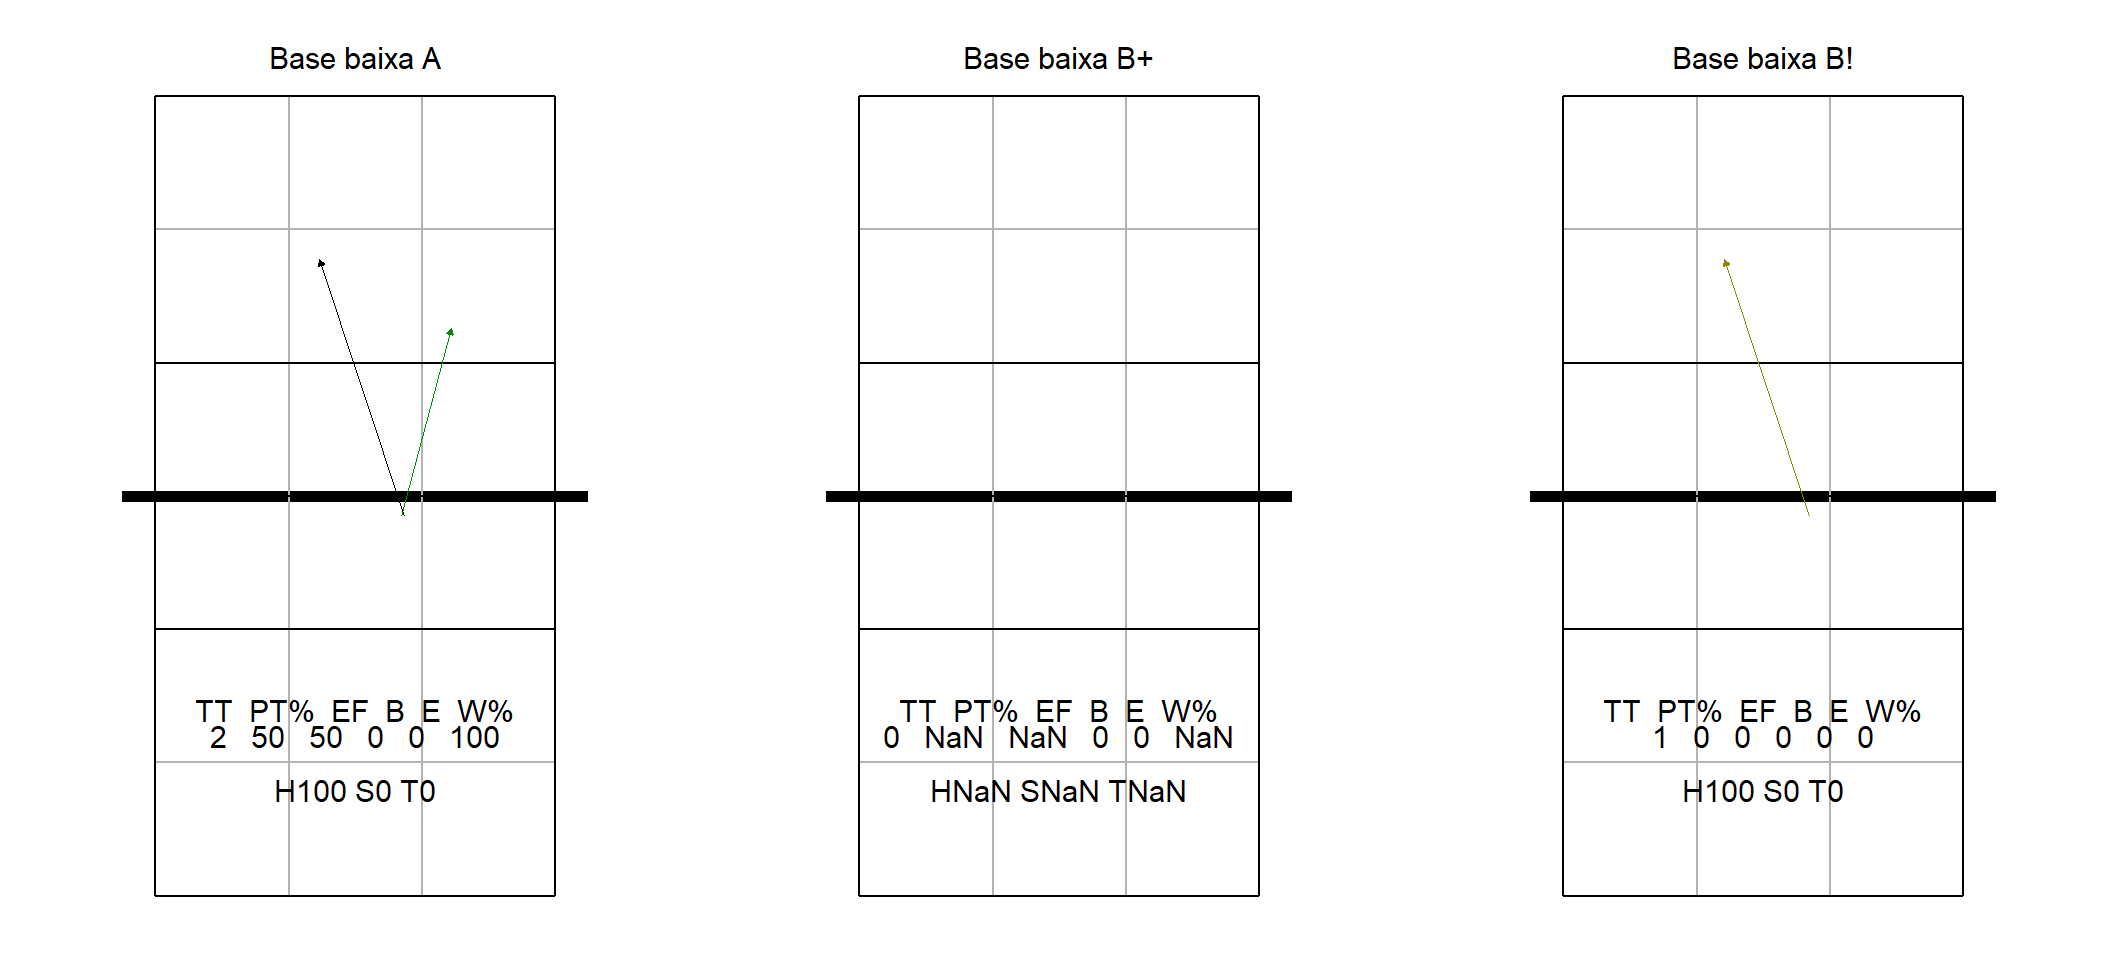 Base baixa A
TT PT% EF B E W%
2 50 50 0 0 100
H100 S0 T0
Base baixa B+
TT PT% EF B E W%
0 NaN NaN 0 0 NaN
HNaN SNaN TNaN
Base baixa B!
TT PT% EF B E W%
1 0 0 0 0 0
H100 S0 T0